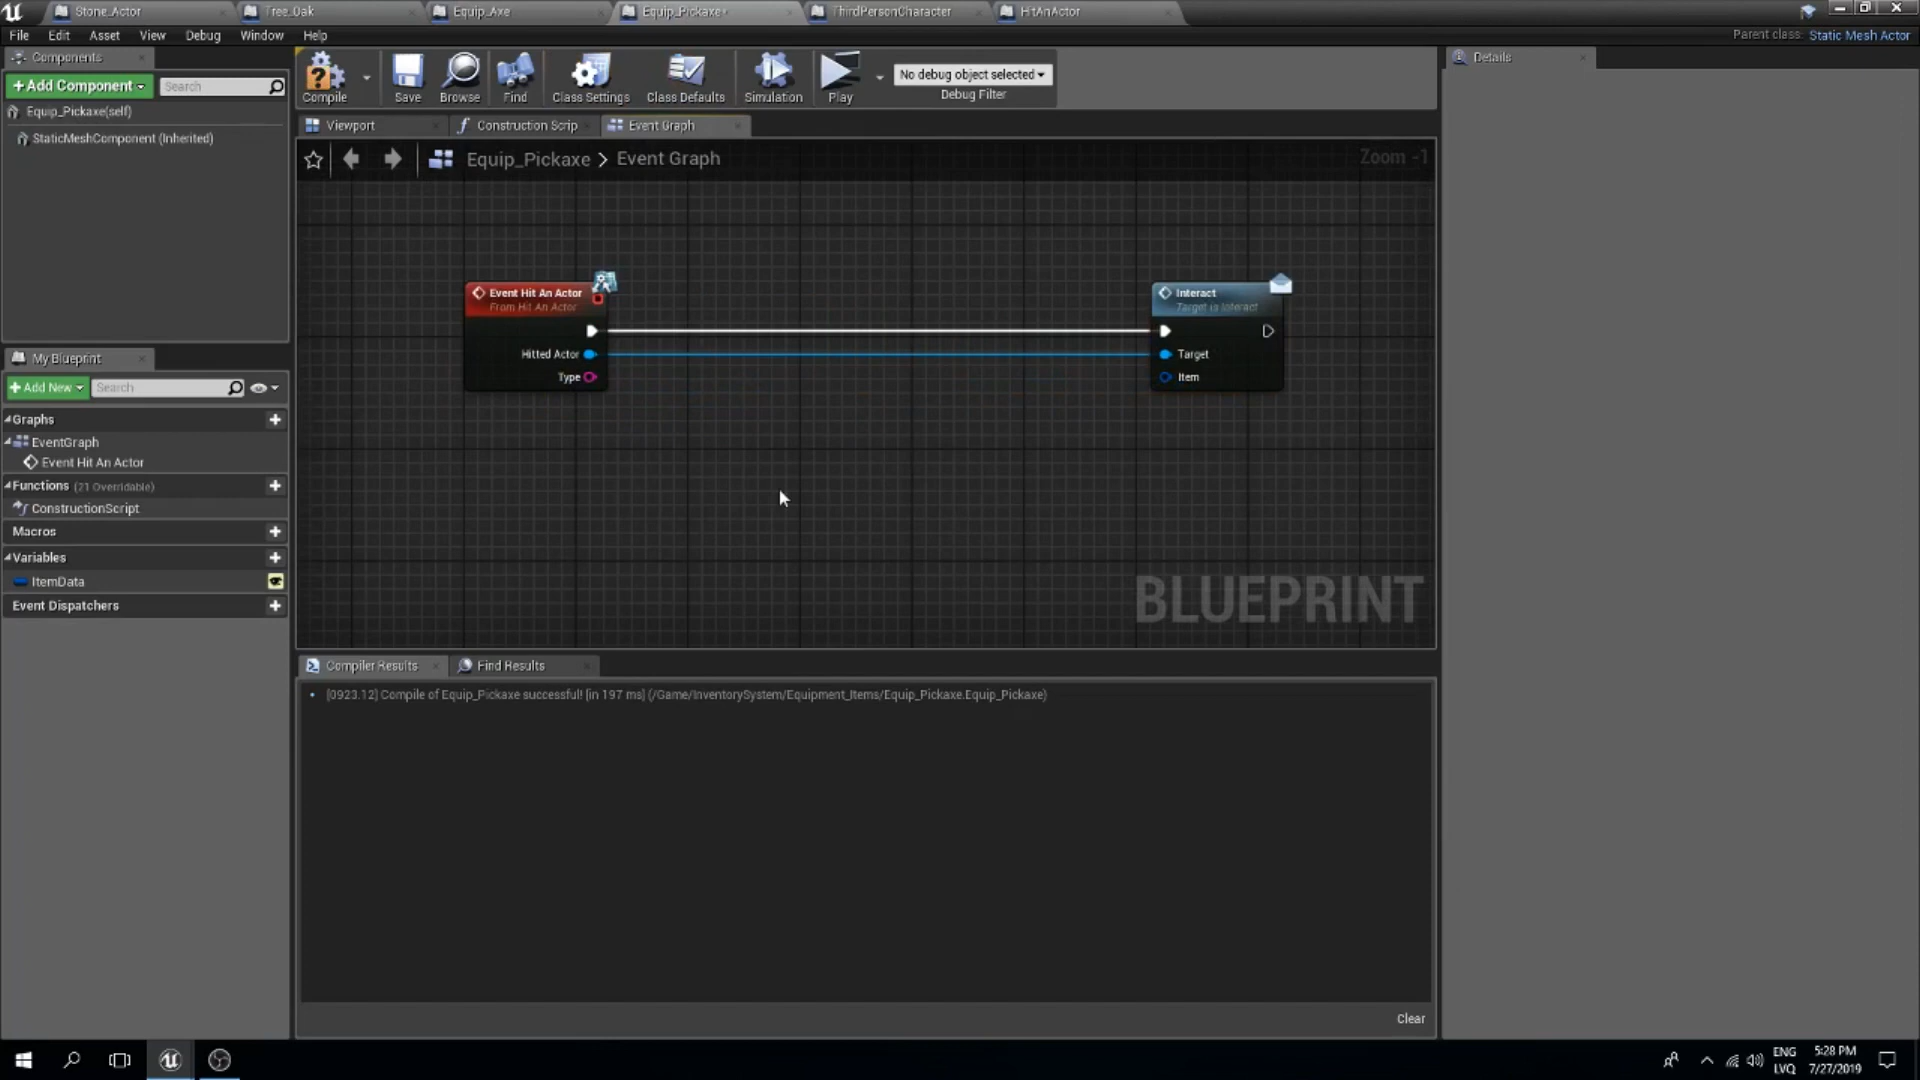 Stone_Actor
Tree_Oak
Equip_Axe
Equip_Pickaxe*
ThirdPersonCharacter
HitAnActor
File Edit Asset View Debug Window Help
Parent class: Static Mesh Actor
Components
+Add Component
Search
Equip_Pickaxe(self)
StaticMeshComponent (Inherited)
Compile
Save
Browse
Find
Class Settings
Class Defaults
Simulation
Play
No debug object selected
Debug Filter
Details
Viewport
Construction Scrip
Event Graph
Equip_Pickaxe > Event Graph
Zoom -1
Event Hit An Actor
From Hit An Actor
Hitted Actor
Type
Interact
Target is Interact
Target
Item
BLUEPRINT
My Blueprint
+Add New
Search
Graphs
EventGraph
Event Hit An Actor
Functions (21 Overridable)
ConstructionScript
Macros
Variables
ItemData
Event Dispatchers
Compiler Results
Find Results
[0923.12] Compile of Equip_Pickaxe successful! [in 197 ms] (/Game/InventorySystem/Equipment_Items/Equip_Pickaxe.Equip_Pickaxe)
Clear
ENG
LVQ
5:28 PM
7/27/2019